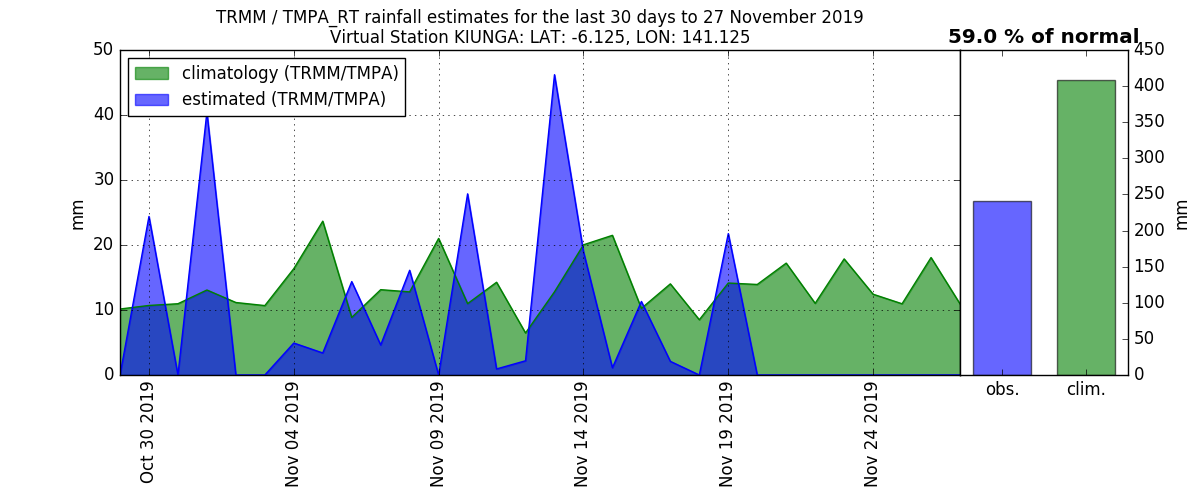 TRMM / TMPA_RT rainfall estimates for the last 30 days to 27 November 2019
Virtual Station KIUNGA: LAT: -6.125, LON: 141.125
59.0 % of normal
climatology (TRMM/TMPA)
estimated (TRMM/TMPA)
50
40
30
20
10
0
mm
Oct 30 2019
Nov 04 2019
Nov 09 2019
Nov 14 2019
Nov 19 2019
Nov 24 2019
obs.
clim.
450
400
350
300
250
200
150
100
50
0
mm